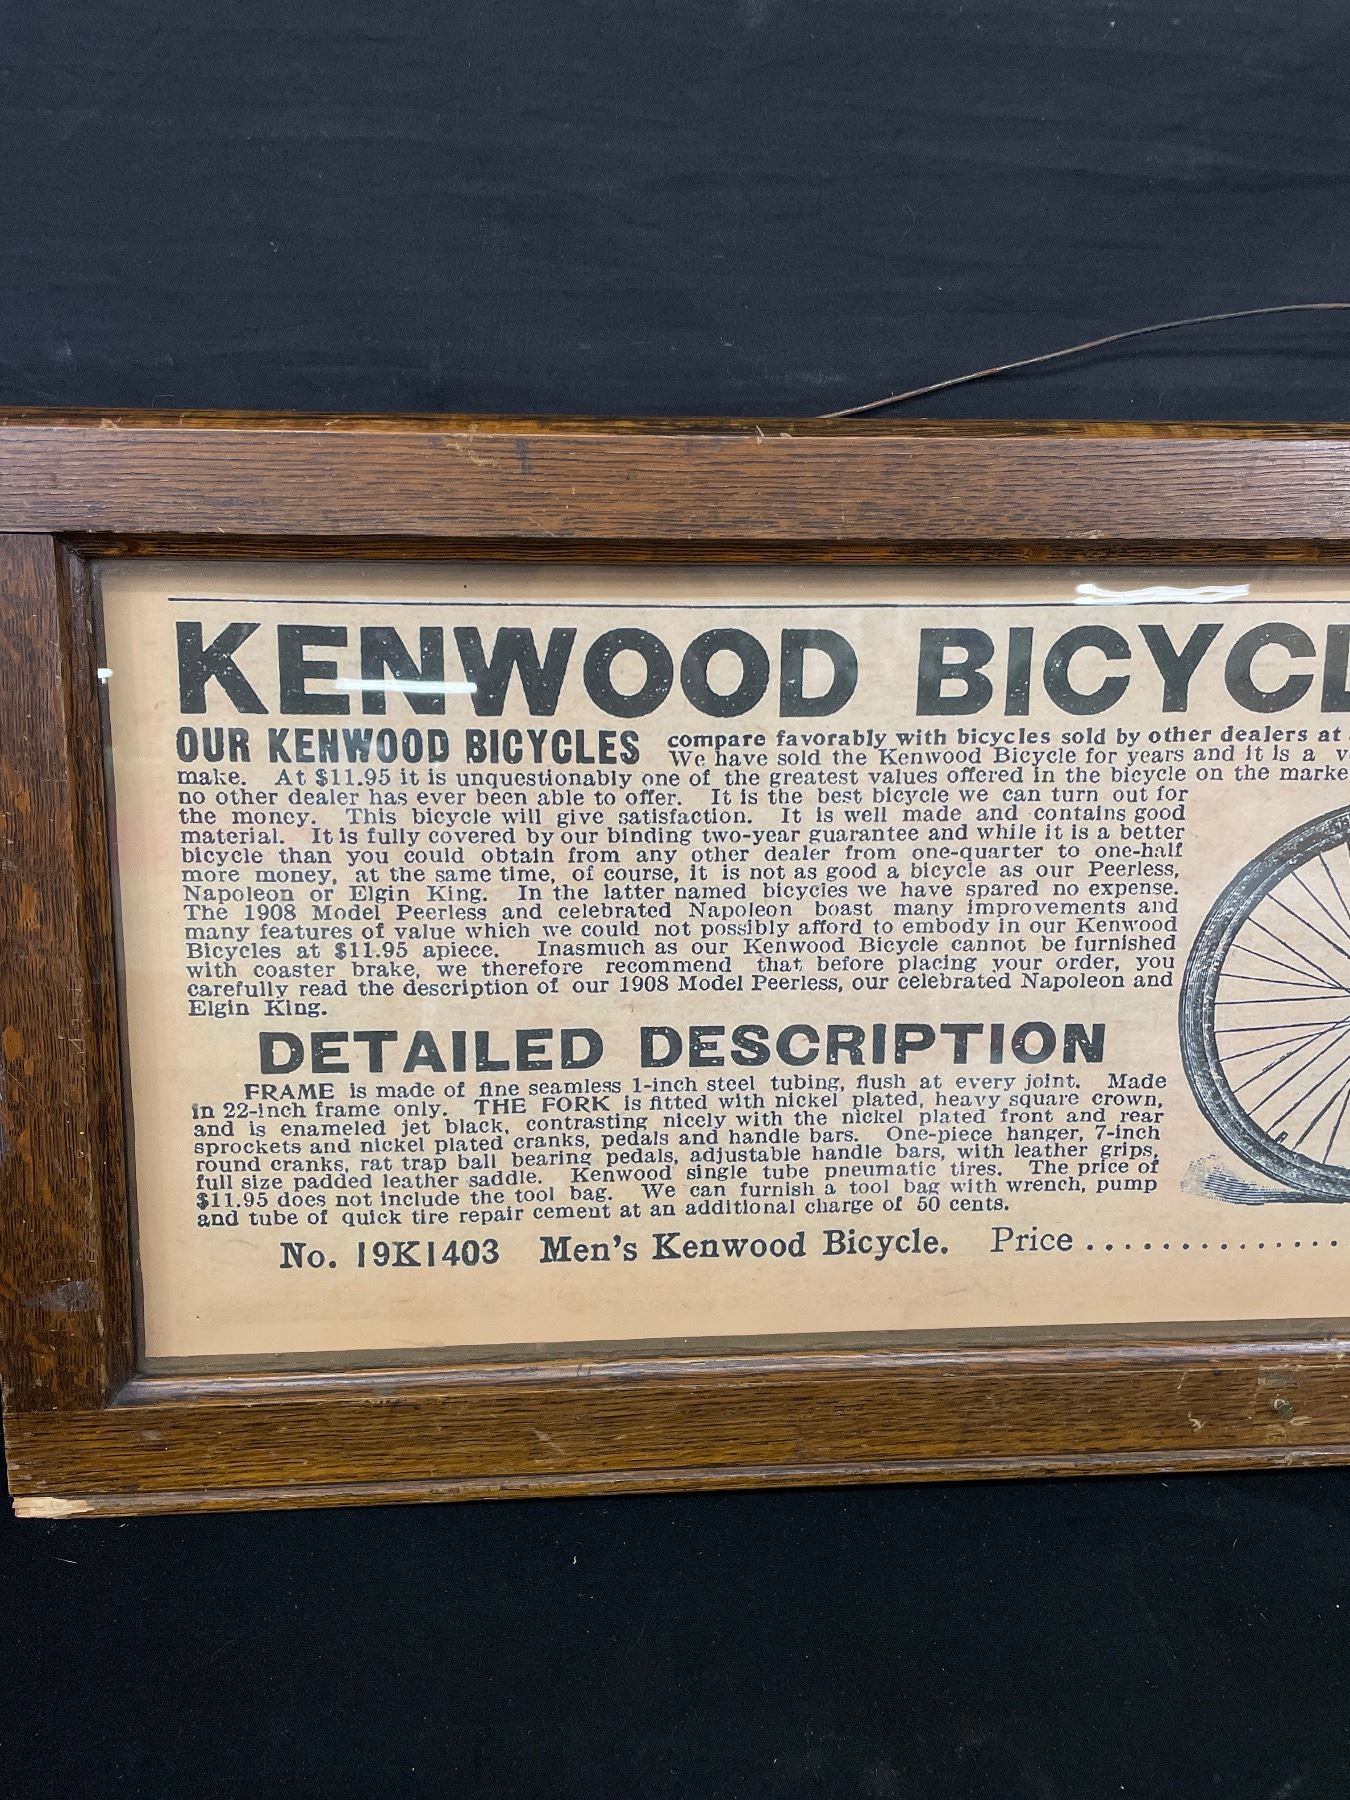 KENWOOD BICYCL
OUR KENWOOD BICYCLES compare favorably with bicycles sold by other dealers at
We have sold the Kenwood Bicycle for years and it is a
make. At $11.95 it is unquestionably one of the greatest values offered in the bicycle on the marke
no other dealer has ever been able to offer. It is the best bicycle we can turn out for
the money. This bicycle will give satisfaction. It is well made and contains good
material. It is fully covered by our binding two-year guarantee and while it is a better
bicycle than you could obtain from any other dealer from one-quarter to one-half
more money, at the same time, of course, it is not as good a bicycle as our Peerless,
Napoleon or Elgin King. In the latter named bicycles we have spared no expense.
The 1908 Model Peerless and celebrated Napoleon boast many improvements and
many features of value which we could not possibly afford to embody in our Kenwood
Bicycles at $11.95 apiece. Inasmuch as our Kenwood Bicycle cannot be furnished
with coaster brake, we therefore recommend that before placing your order, you
carefully read the description of our 1908 Model Peerless, our celebrated Napoleon and
Elgin King.
DETAILED DESCRIPTION
FRAME is made of fine seamless 1-inch steel tubing, flush at every joint. Made
in 22-inch frame only. THE FORK is fitted with nickel plated, heavy square crown,
and is enameled jet black, contrasting nicely with the nickel plated front and rear
sprockets and nickel plated cranks, pedals and handle bars. One-piece hanger, 7-inch
round cranks, rat trap ball bearing pedals, adjustable handle bars, with leather grips,
full size padded leather saddle. Kenwood single tube pneumatic tires. The price of
$11.95 does not include the tool bag. We can furnish a tool bag with wrench, pump
and tube of quick tire repair cement at an additional charge of 50 cents.
No. 19K1403 Men's Kenwood Bicycle. Price ...............